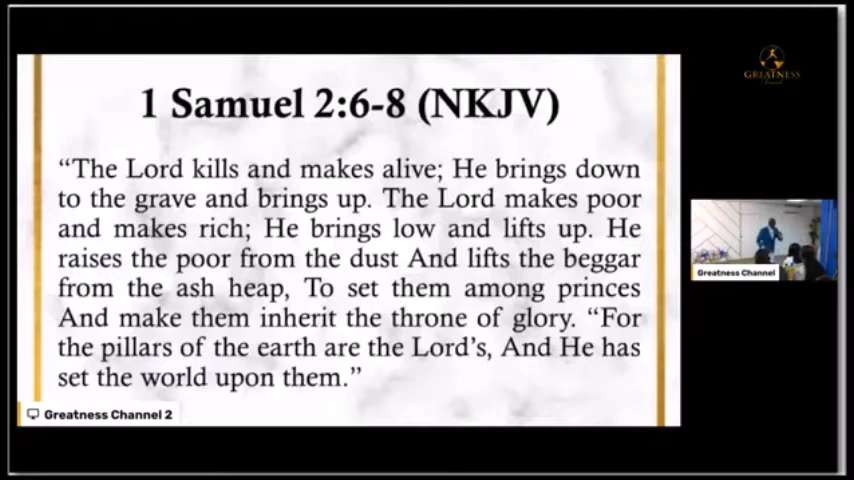 1 Samuel 2:6-8 (NKJV)
“The Lord kills and makes alive; He brings down
to the grave and brings up. The Lord makes poor
and makes rich; He brings low and lifts up. He
raises the poor from the dust And lifts the beggar
from the ash heap, To set them among princes
And make them inherit the throne of glory. “For
the pillars of the earth are the Lord’s, And He has
set the world upon them.”
Greatness Channel 2
GREATNESS
Greatness Channel